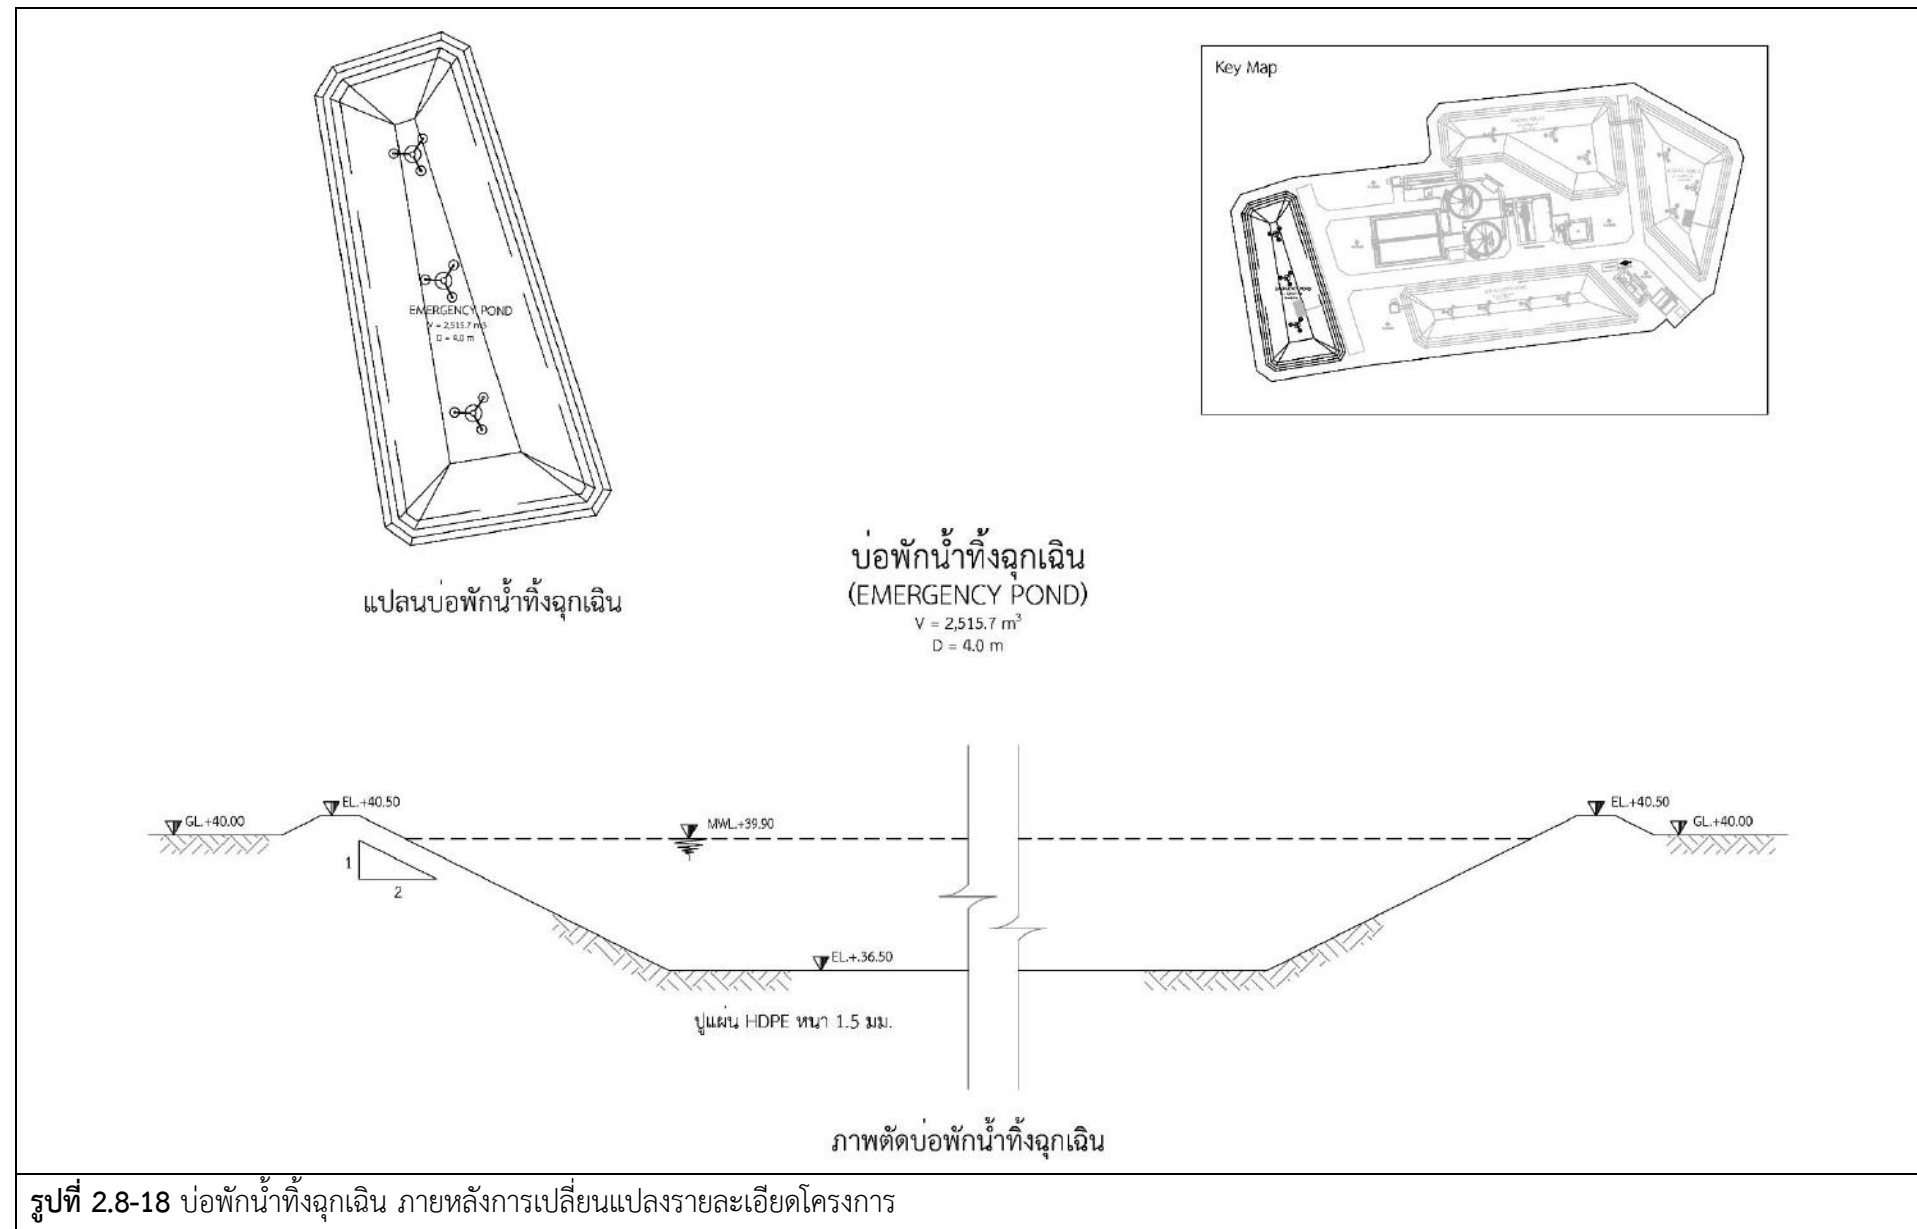 Key Map
EMERGENCY POND
V = 2,515.7 m3
D = 4.0 m
แปลนบ่อพักน้ำทิ้งฉุกเฉิน
บ่อพักน้ำทิ้งฉุกเฉิน
(EMERGENCY POND)
V = 2,515.7 m³
D = 4.0 m
GL.+40.00
EL.+40.50
MWL.+39.90
EL.+40.50
GL.+40.00
1
2
EL.+.36.50
ปูแผ่น HDPE หนา 1.5 มม.
ภาพตัดบ่อพักน้ำทิ้งฉุกเฉิน
รูปที่ 2.8-18 บ่อพักน้ำทิ้งฉุกเฉิน ภายหลังการเปลี่ยนแปลงรายละเอียดโครงการ